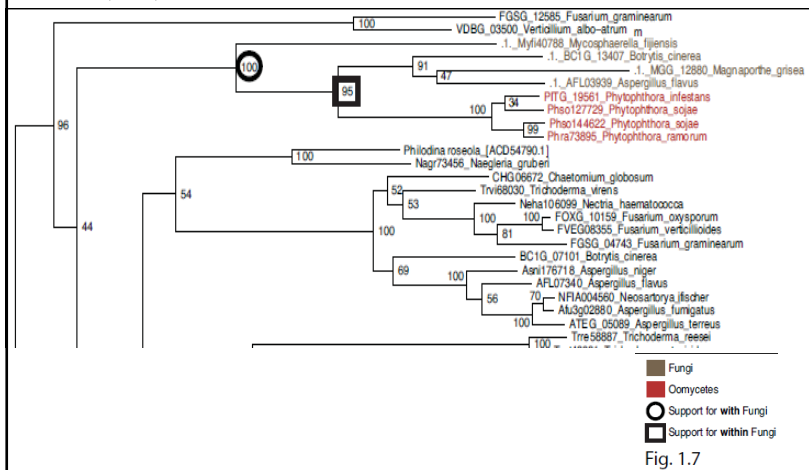 FGSG_12585_Fusarium_graminearum
100
VDBG_03500_Verticillium_albo-atrum m
.1._Myfi40788_Mycosphaerella_fijiensis
100
.1._BC1G_13407_Botrytis_cinerea
91
.1._MGG_12880_Magnaporthe_grisea
47
.1._AFL03939_Aspergillus_flavus
95
PITG_19561_Phytophthora_infestans
34
100
Phso127729_Phytophthora_sojae
Phso144622_Phytophthora_sojae
99
Phra73895_Phytophthora_ramorum
96
Philodina roseola_[ACD54790.1]
100
Nagr73456_Naegleria_gruberi
CHG06672_Chaetomium_globosum
54
52
Trvi68030_Trichoderma_virens
53
Neha106099_Nectria_haematococca
100
100
FOXG_10159_Fusarium_oxysporum
44
FVEG08355_Fusarium_verticillioides
100
81
FGSG_04743_Fusarium_graminearum
BC1G_07101_Botrytis_cinerea
69
100
Asni176718_Aspergillus_niger
AFL07340_Aspergillus_flavus
56
70
NFIA004560_Neosartorya_fischer
Afu3g02880_Aspergillus_fumigatus
100
ATEG_05089_Aspergillus_terreus
Trre58887_Trichoderma_reesei
100
Fungi
Oomycetes
Support for with Fungi
Support for within Fungi
Fig. 1.7